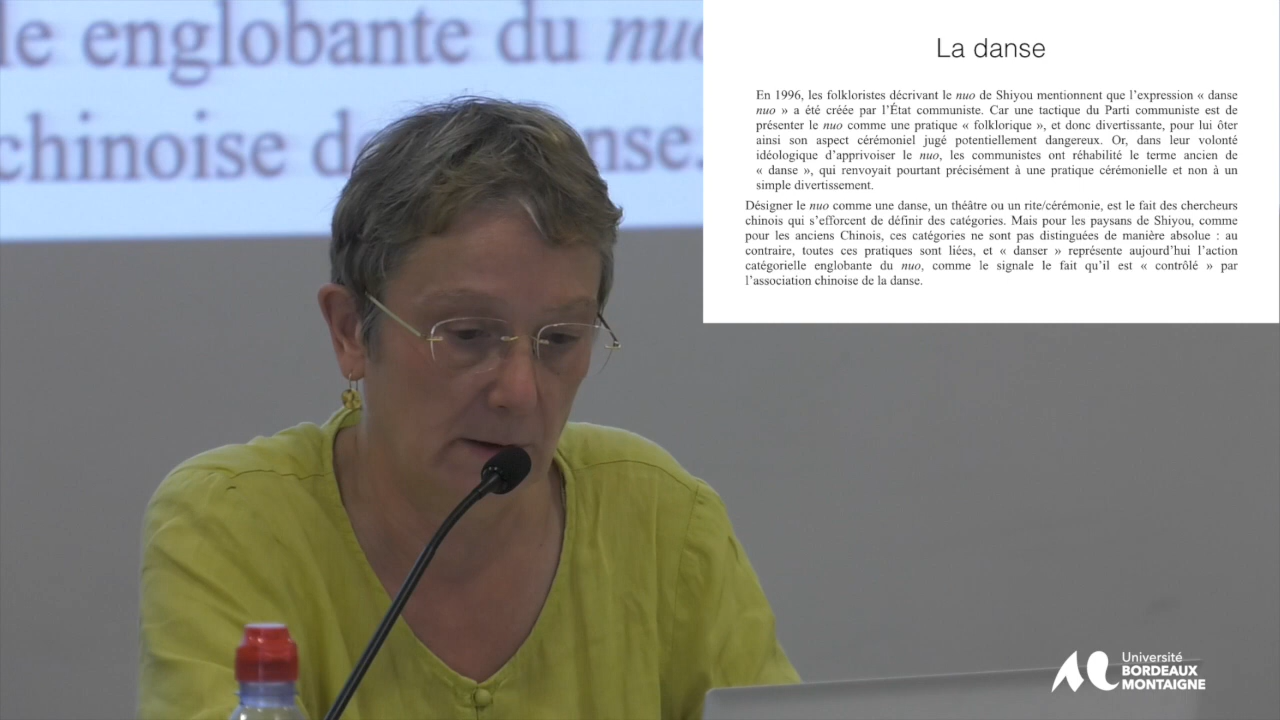 le englobante du nuo
chinoise d nse.
La danse
En 1996, les folkloristes décrivant le nuo de Shiyou mentionnent que l’expression « danse
nuo » a été créée par l’État communiste. Car une tactique du Parti communiste est de
présenter le nuo comme une pratique « folklorique », et donc divertissante, pour lui ôter
ainsi son aspect cérémoniel jugé potentiellement dangereux. Or, dans leur volonté
idéologique d’apprivoiser le nuo, les communistes ont réhabilité le terme ancien de
« danse », qui renvoyait pourtant précisément à une pratique cérémonielle et non à un
simple divertissement.
Désigner le nuo comme une danse, un théâtre ou un rite/cérémonie, est le fait des chercheurs
chinois qui s’efforcent de définir des catégories. Mais pour les paysans de Shiyou, comme
pour les anciens Chinois, ces catégories ne sont pas distinguées de manière absolue : au
contraire, toutes ces pratiques sont liées, et « danser » représente aujourd’hui l’action
catégorielle englobante du nuo, comme le signale le fait qu’il est « contrôlé » par
l’association chinoise de la danse.
Université
BORDEAUX
MONTAIGNE